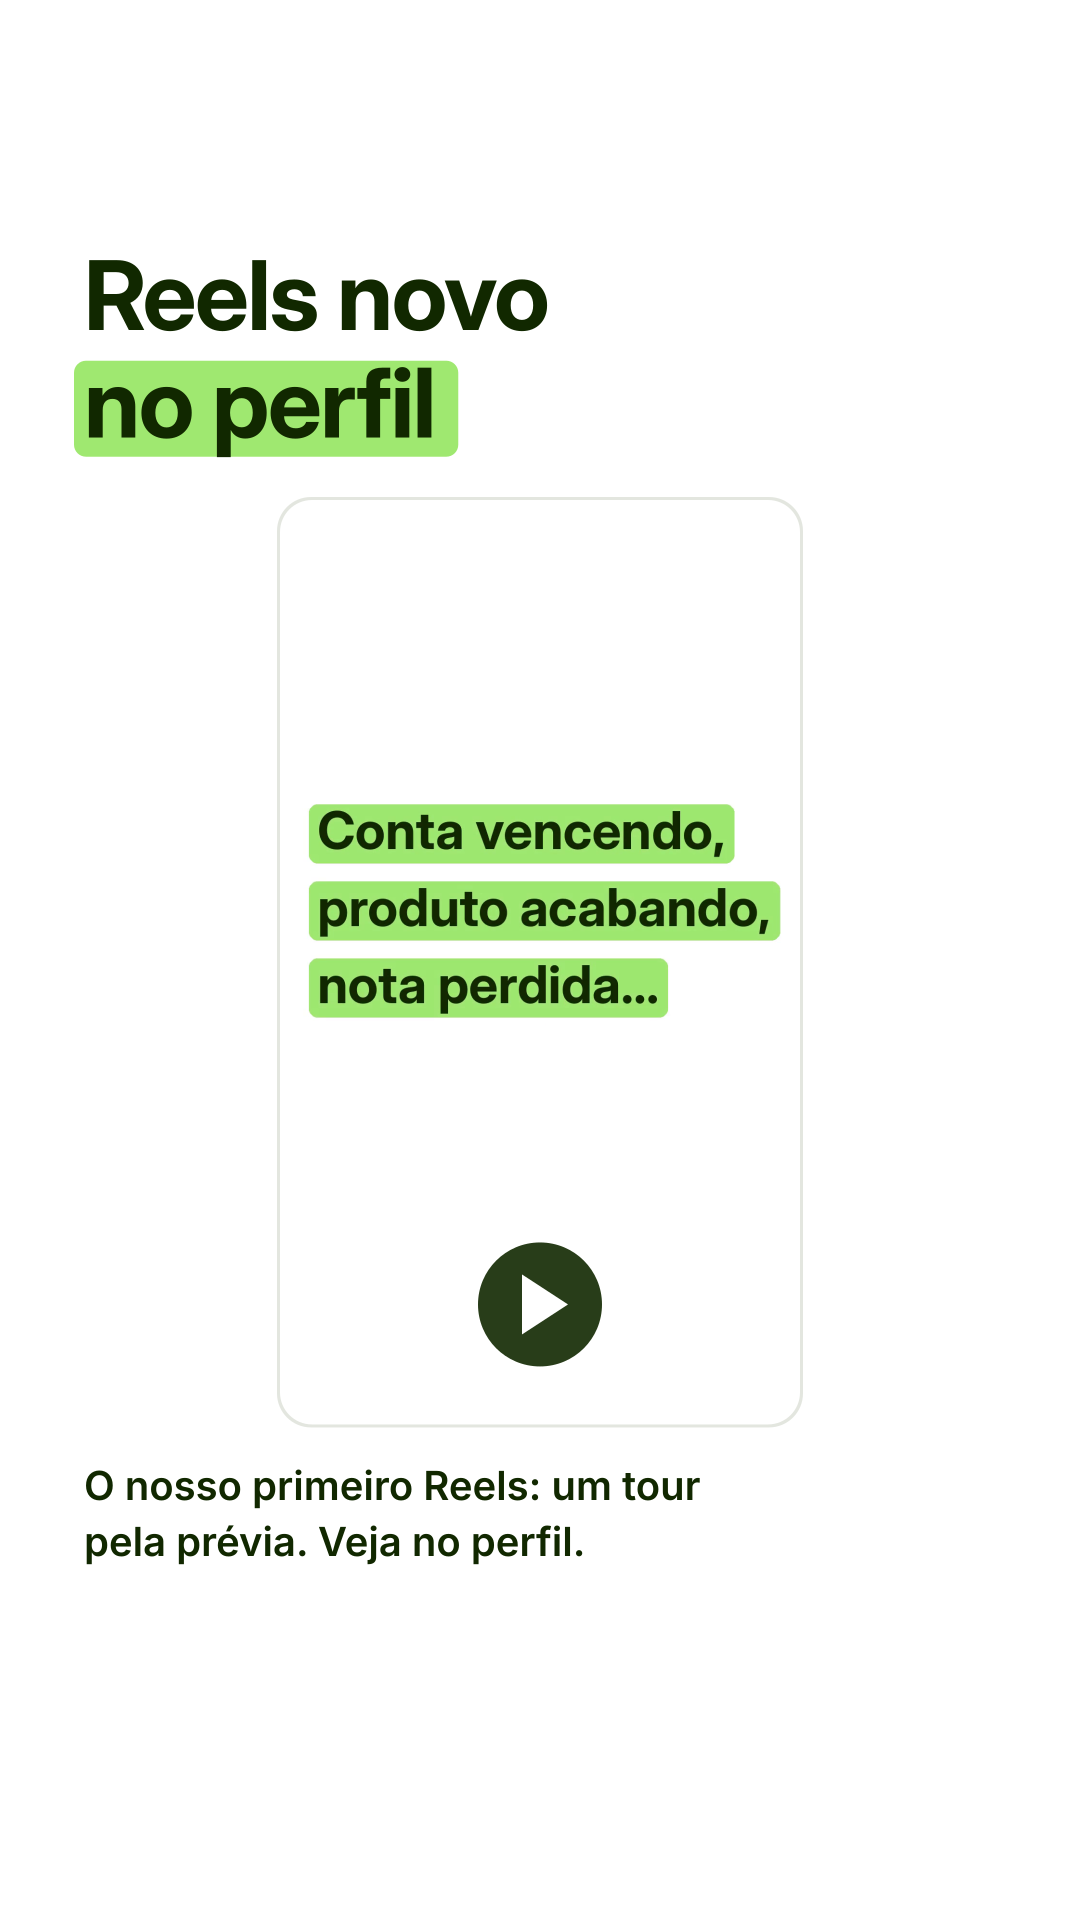 Reels novo
no perfil
Conta vencendo,
produto acabando,
nota perdida...
O nosso primeiro Reels: um tour
pela prévia. Veja no perfil.